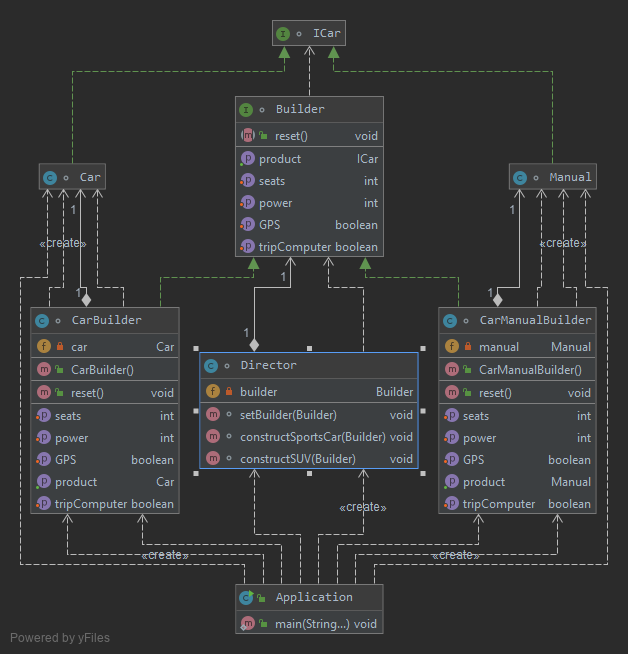 ICar
Builder
reset() void
product ICar
seats int
power int
GPS boolean
tripComputer boolean
Car
Manual
1
1
«create»
«create»
1
1
1
1
CarBuilder
car Car
CarBuilder()
reset() void
seats int
power int
GPS boolean
product Car
tripComputer boolean
Director
builder Builder
setBuilder(Builder) void
constructSportsCar(Builder) void
constructSUV(Builder) void
CarManualBuilder
manual Manual
CarManualBuilder()
reset() void
seats int
power int
GPS boolean
product Manual
tripComputer boolean
«create»
«create»
«create»
Application
main(String...) void
Powered by yFiles